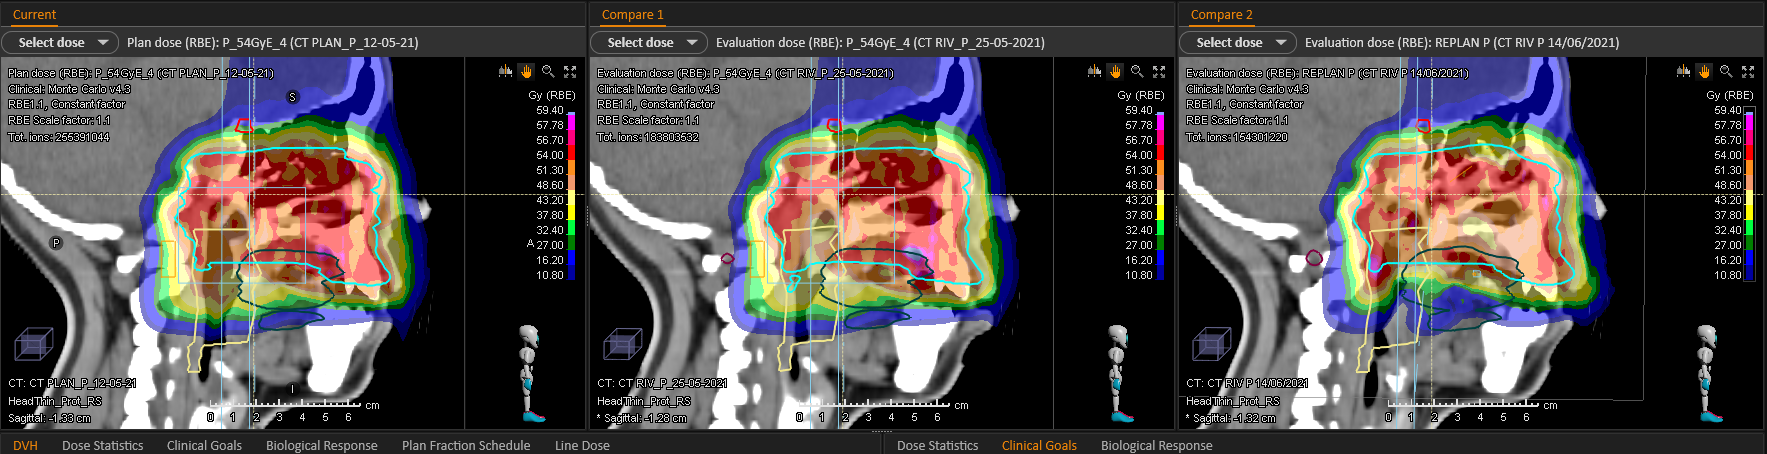 Current
Select dose
Plan dose (RBE): P_54GyE_4 (CT PLAN_P_12-05-21)
Plan dose (RBE): P_54GyE_4 (CT PLAN_P_12-05-21)
Clinical: Monte Carlo v4.3
RBE1.1, Constant factor
RBE Scale factor: 1.1
Tot. ions: 255391044
S
P
A
I
Gy (RBE)
59.40
57.78
56.70
54.00
51.30
48.60
43.20
37.80
32.40
27.00
16.20
10.80
CT: CT PLAN_P_12-05-21
HeadThin_Prot_RS
Sagittal: -1.33 cm
0 1 2 3 4 5 6 cm
Compare 1
Select dose
Evaluation dose (RBE): P_54GyE_4 (CT RIV_P_25-05-2021)
Evaluation dose (RBE): P_54GyE_4 (CT RIV_P_25-05-2021)
Clinical: Monte Carlo v4.3
RBE1.1, Constant factor
RBE Scale factor: 1.1
Tot. ions: 183803532
Gy (RBE)
59.40
57.78
56.70
54.00
51.30
48.60
43.20
37.80
32.40
27.00
16.20
10.80
CT: CT RIV_P_25-05-2021
HeadThin_Prot_RS
* Sagittal: -1.28 cm
0 1 2 3 4 5 6 cm
Compare 2
Select dose
Evaluation dose (RBE): REPLAN P (CT RIV P 14/06/2021)
Evaluation dose (RBE): REPLAN P (CT RIV P 14/06/2021)
Clinical: Monte Carlo v4.3
RBE1.1, Constant factor
RBE Scale factor: 1.1
Tot. ions: 154301220
Gy (RBE)
59.40
57.78
56.70
54.00
51.30
48.60
43.20
37.80
32.40
27.00
16.20
10.80
CT: CT RIV P 14/06/2021
HeadThin_Prot_RS
* Sagittal: -1.32 cm
0 1 2 3 4 5 6 cm
DVH Dose Statistics Clinical Goals Biological Response Plan Fraction Schedule Line Dose
Dose Statistics Clinical Goals Biological Response